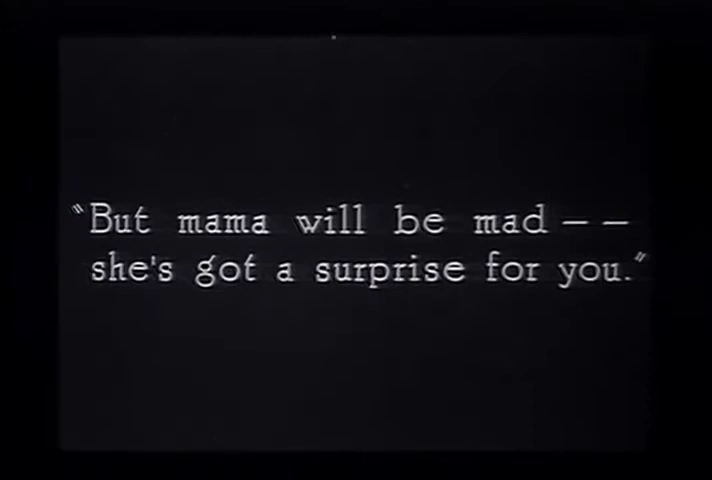 "But mama will be mad — —
she's got a surprise for you."